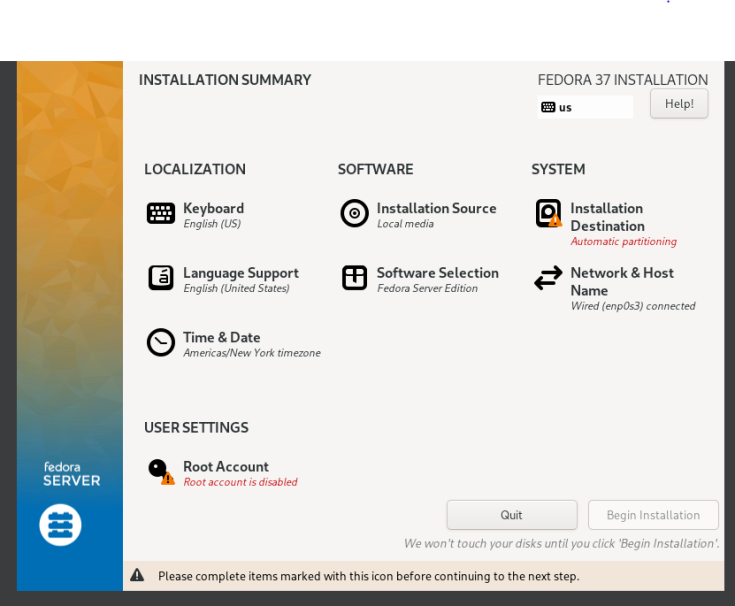 INSTALLATION SUMMARY
FEDORA 37 INSTALLATION
us
Help!
LOCALIZATION
Keyboard
English (US)
Language Support
English (United States)
Time & Date
Americas/New York timezone
SOFTWARE
Installation Source
Local media
Software Selection
Fedora Server Edition
SYSTEM
Installation
Destination
Automatic partitioning
Network & Host
Name
Wired (enp0s3) connected
USER SETTINGS
Root Account
Root account is disabled
fedora
SERVER
Quit
Begin Installation
We won't touch your disks until you click 'Begin Installation'.
Please complete items marked with this icon before continuing to the next step.